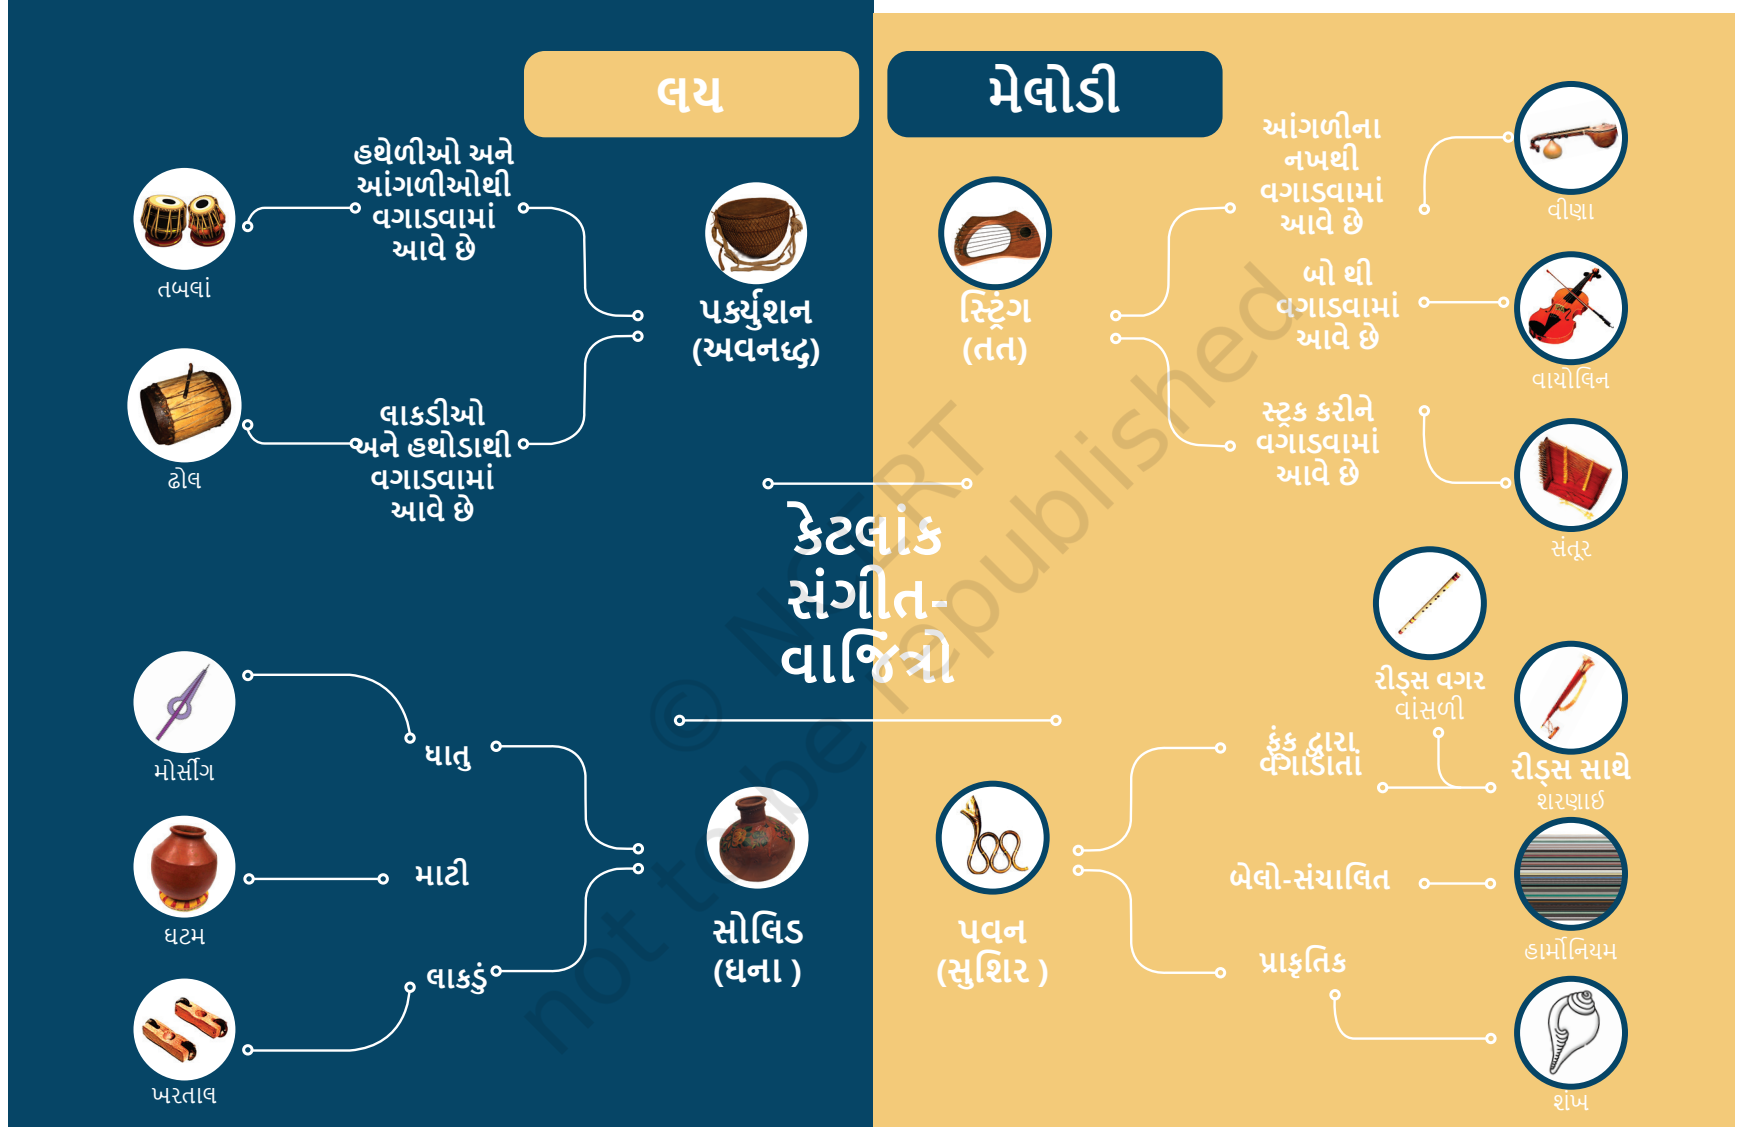 લય
હથેળીઓ અને
આંગળીઓથી
વગાડવામાં
આવે છે
તબલાં
પર્ક્યુશન
(અવનદ્ધ)
લાકડીઓ
અને હથોડાથી
વગાડવામાં
આવે છે
ઢોલ
મેલોડી
આંગળીના
નખથી
વગાડવામાં
આવે છે
વીણા
સ્ટ્રિંગ
(તત)
બો થી
વગાડવામાં
આવે છે
વાયોલિન
સ્ટ્રક કરીને
વગાડવામાં
આવે છે
સંતૂર
કેટલાંક
સંગીત-
વાજિંત્રો
ધાતુ
મોર્સીંગ
માટી
ઘટમ
સોલિડ
(ઘના )
લાકડું
ખરતાલ
રીડ્સ વગર
વાંસળી
ફૂંક દ્વારા
વગાડાતાં
રીડ્સ સાથે
શરણાઈ
પવન
(સુશિર )
બેલો-સંચાલિત
હાર્મોનિયમ
પ્રાકૃતિક
શંખ
© NCERT
not to be republished